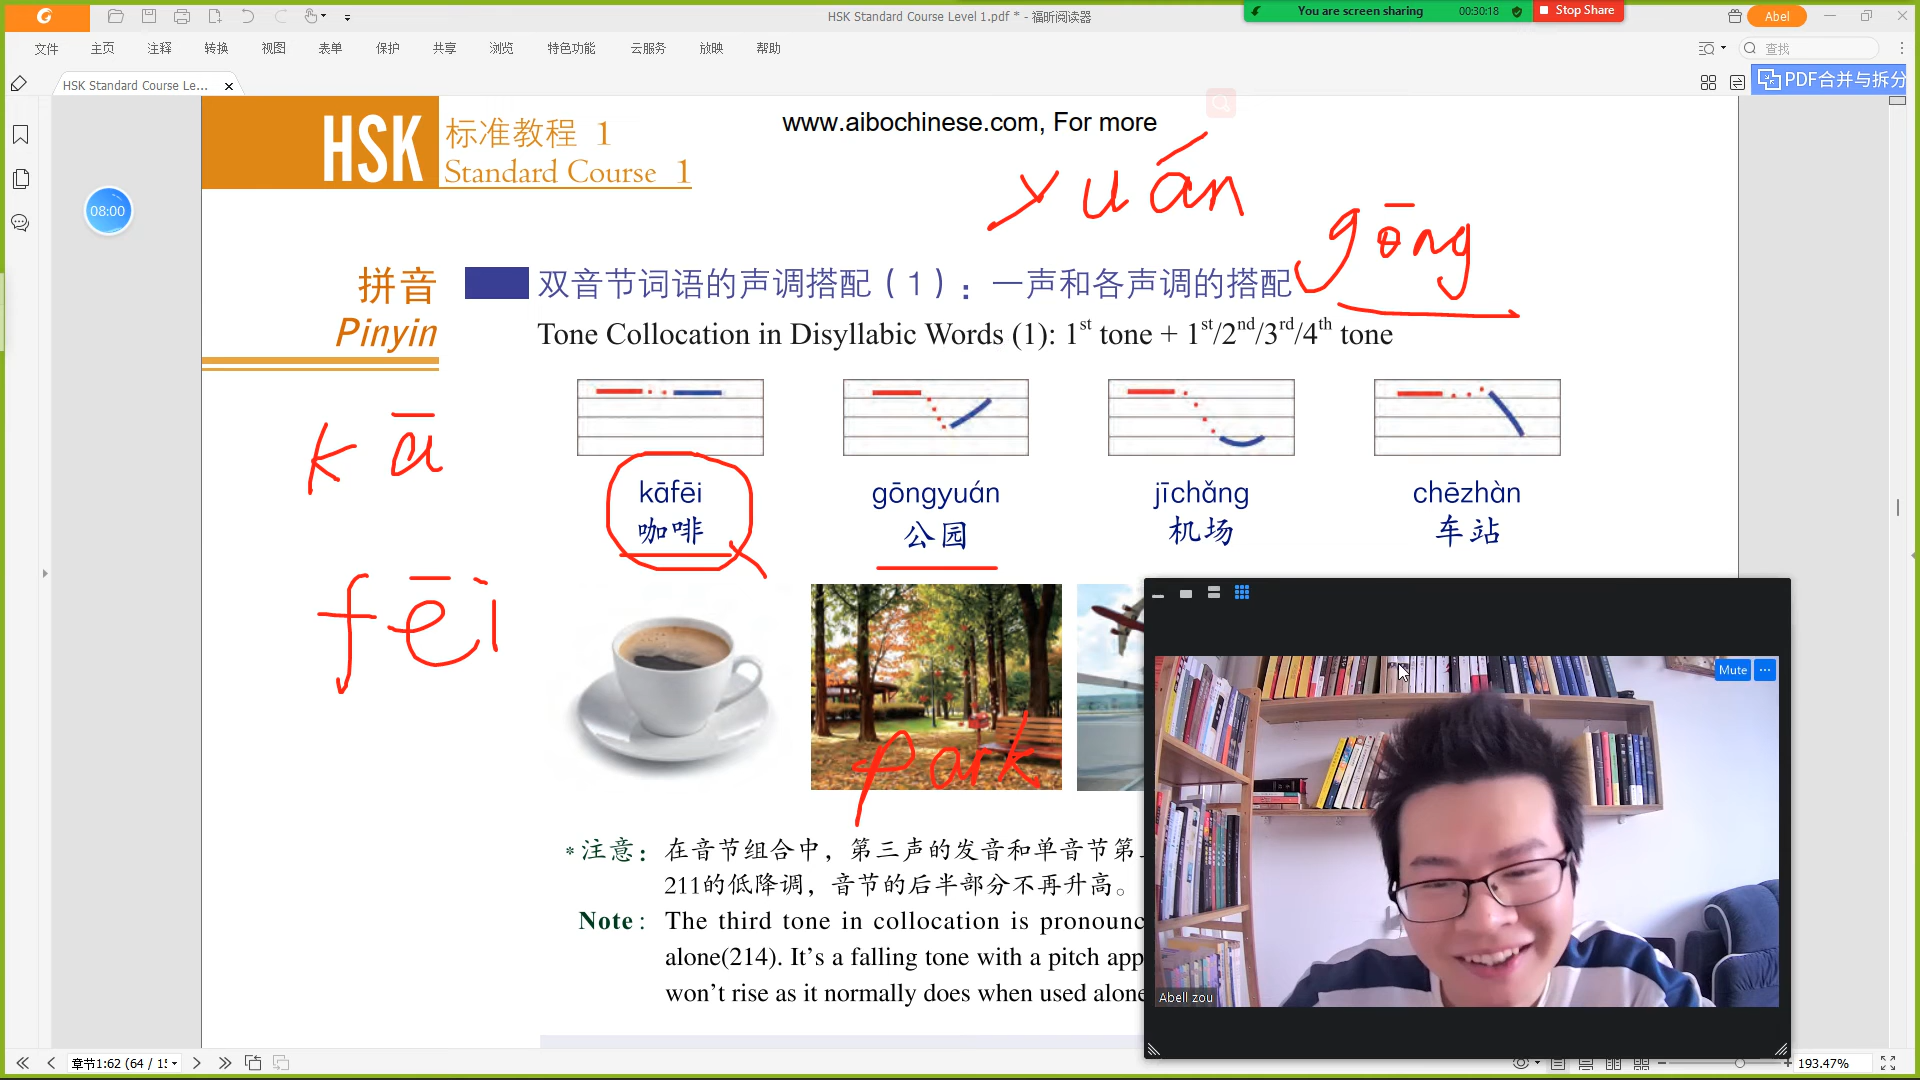 HSK Standard Course Level 1.pdf * - 福昕阅读器
You are screen sharing
00:30:18
Stop Share
Abel
文件 主页 注释 转换 视图 表单 保护 共享 浏览 特色功能 云服务 放映 帮助
查找
HSK Standard Course Le...
PDF合并与拆分
HSK 标准教程 1
Standard Course 1
www.aibochinese.com, For more
yuán
gōng
08:00
拼音
Pinyin
双音节词语的声调搭配（1）：一声和各声调的搭配
Tone Collocation in Disyllabic Words (1): 1st tone + 1st/2nd/3rd/4th tone
kā
fēi
kāfēi gōngyuán jīchǎng chēzhàn
咖啡 公园 机场 车站
park
Mute
Abell zou
*注意：在音节组合中，第三声的发音和单音节第
211的低降调，音节的后半部分不再升高。
Note: The third tone in collocation is pronounc
alone(214). It's a falling tone with a pitch app
won't rise as it normally does when used alone
章节1:62 (64 / 15
193.47%